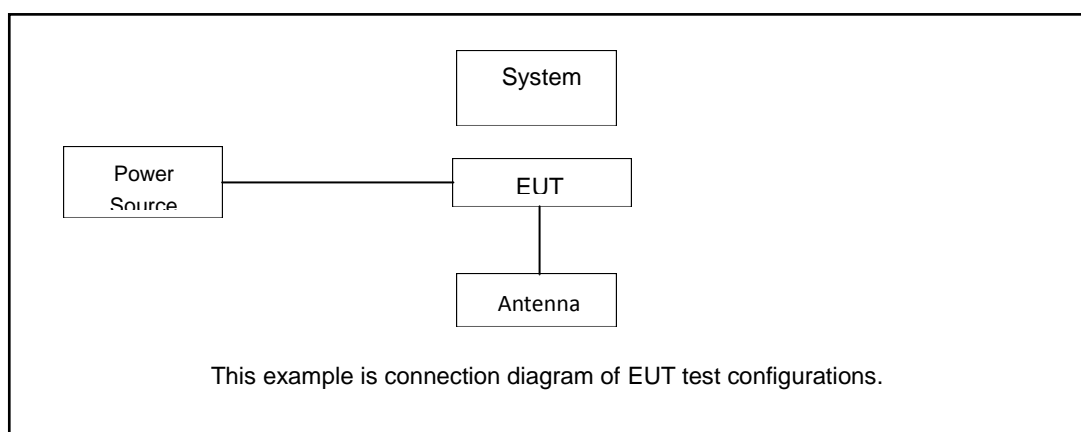 System
Power
Source
EUT
Antenna
This example is connection diagram of EUT test configurations.